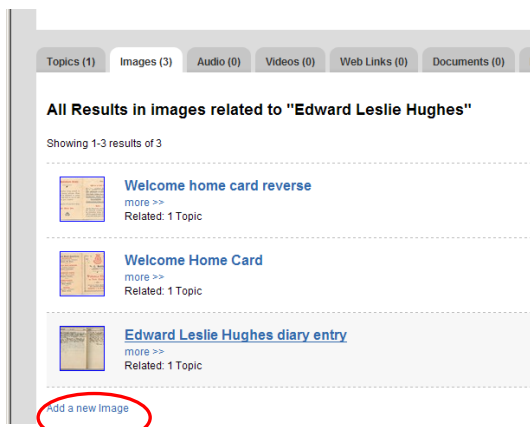 Topics (1) Images (3) Audio (0) Videos (0) Web Links (0) Documents (0)
All Results in images related to "Edward Leslie Hughes"
Showing 1-3 results of 3
Welcome home card reverse
more >>
Related: 1 Topic
Welcome Home Card
more >>
Related: 1 Topic
Edward Leslie Hughes diary entry
more >>
Related: 1 Topic
Add a new Image